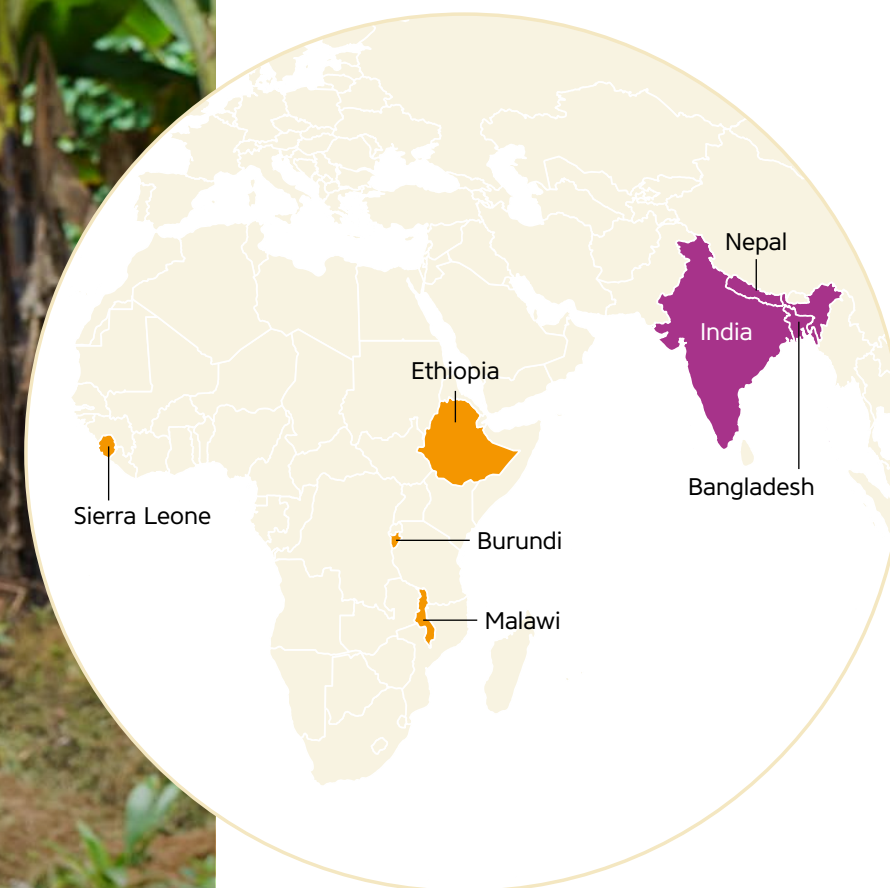 Nepal
India
Ethiopia
Bangladesh
Sierra Leone
Burundi
Malawi